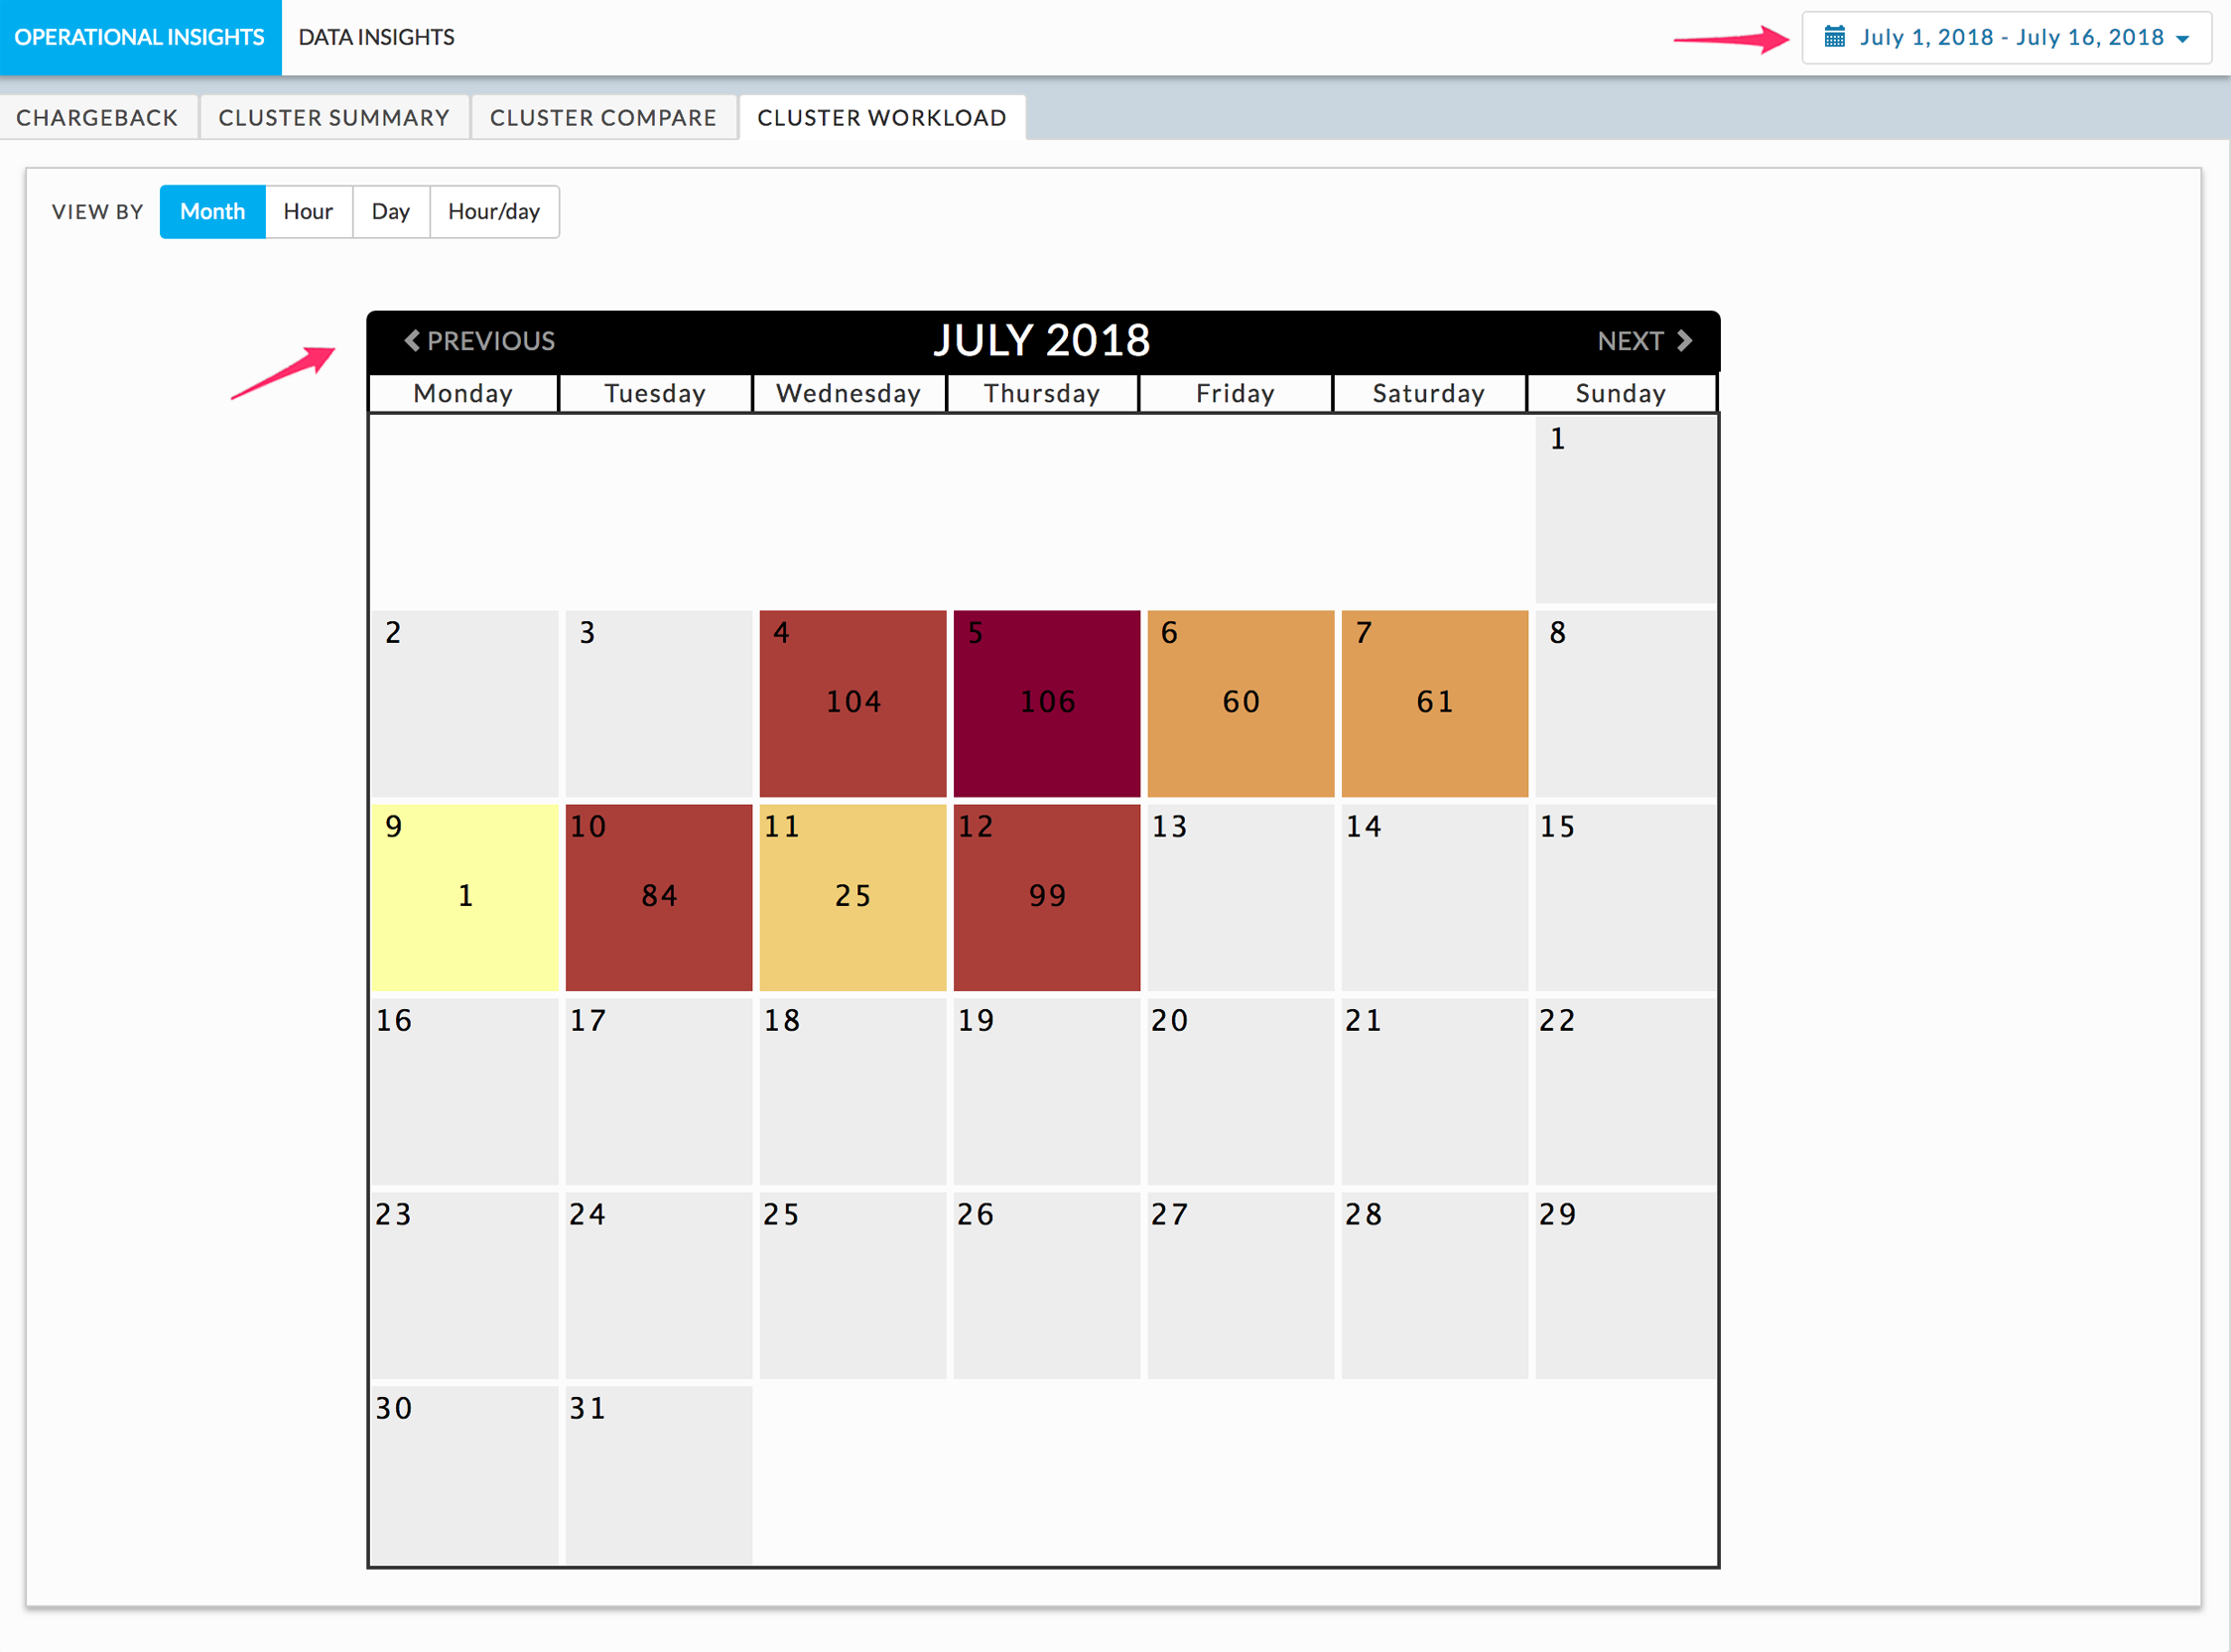 OPERATIONAL INSIGHTS DATA INSIGHTS July 1, 2018 - July 16, 2018
CHARGEBACK CLUSTER SUMMARY CLUSTER COMPARE CLUSTER WORKLOAD
VIEW BY Month Hour Day Hour/day
PREVIOUS JULY 2018 NEXT
Monday Tuesday Wednesday Thursday Friday Saturday Sunday
1
2 3 4 5 6 7 8
104 106 60 61
9 10 11 12 13 14 15
1 84 25 99
16 17 18 19 20 21 22
23 24 25 26 27 28 29
30 31